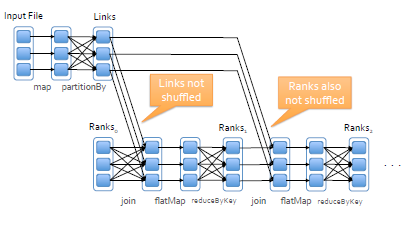 Input File
Links
map
partitionBy
Links not
shuffled
Ranks also
not shuffled
Ranks₀
Ranks₁
Ranks₂
. . .
join
flatMap
reduceByKey
join
flatMap
reduceByKey